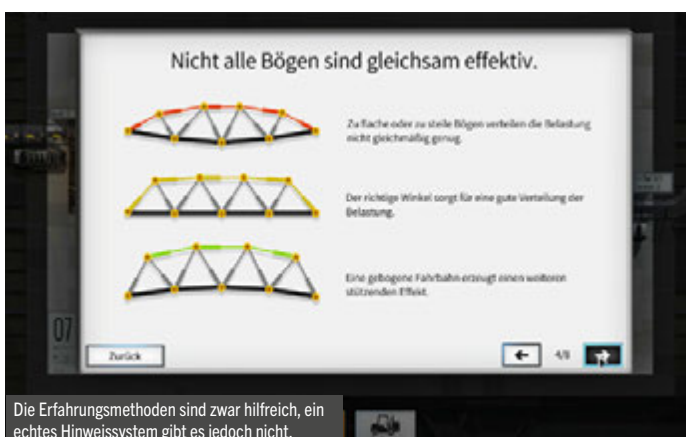 Nicht alle Bögen sind gleichsam effektiv.
Zu flache oder zu steile Bögen verteilen die Belastung
nicht gleichmäßig genug.
Der richtige Winkel sorgt für eine gute Verteilung der
Belastung.
Eine gebogene Fahrbahn erzeugt einen weiteren
stützenden Effekt.
07
Zurück
4/8
Die Erfahrungsmethoden sind zwar hilfreich, ein
echtes Hinweissystem gibt es jedoch nicht.